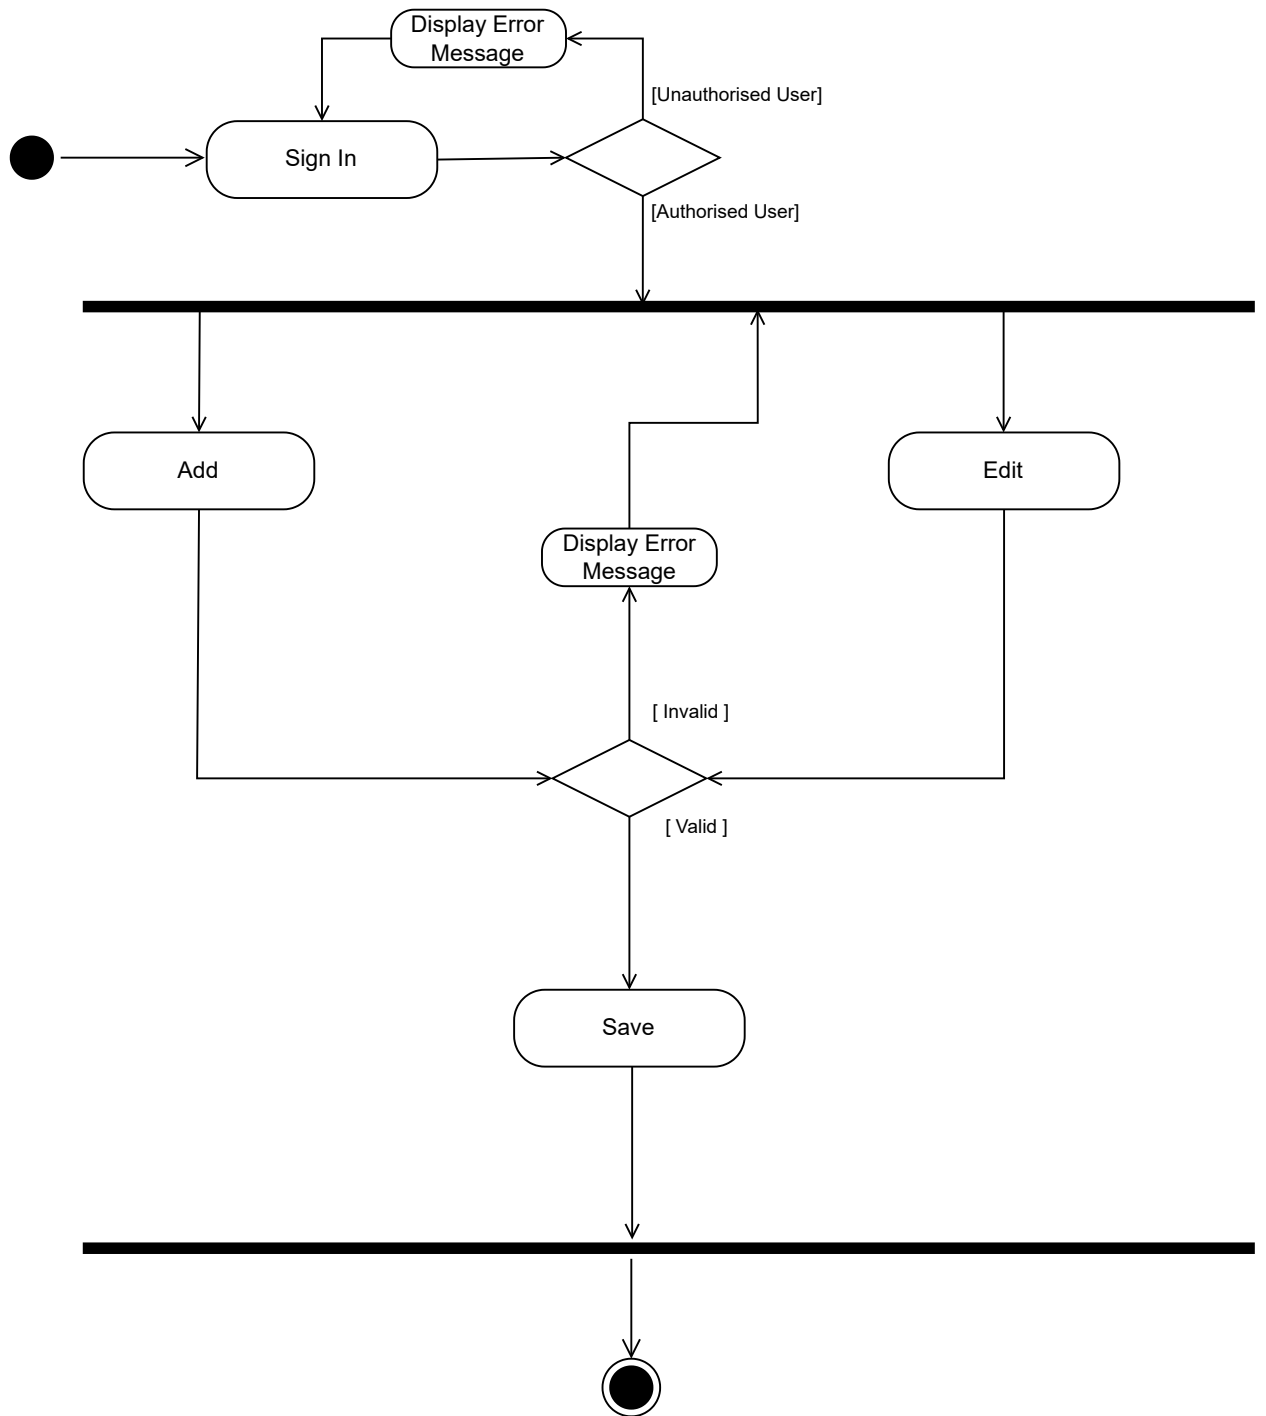 Display Error
Message
[Unauthorised User]
Sign In
[Authorised User]
Add
Edit
Display Error
Message
[ Invalid ]
[ Valid ]
Save